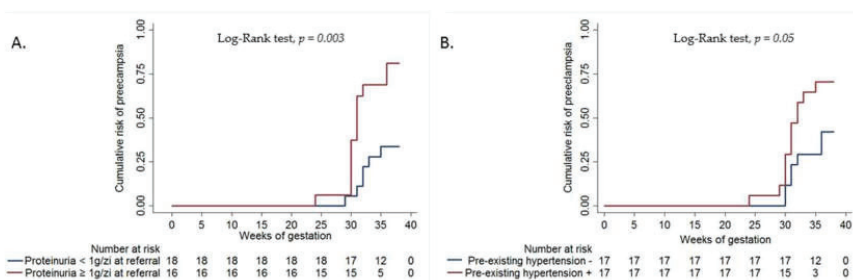 A.
Log-Rank test, p = 0.003
Cumulative risk of preecampsia
1.00
0.75
0.50
0.25
0.00
0 5 10 15 20 25 30 35 40
Weeks of gestation
Number at risk
Proteinuria < 1g/zi at referral 18 18 18 18 18 18 17 12 0
Proteinuria ≥ 1g/zi at referral 16 16 16 16 16 15 15 5 0
B.
Log-Rank test, p = 0.05
Cumulative risk of preeclampsia
1.00
0.75
0.50
0.25
0.00
0 5 10 15 20 25 30 35 40
Weeks of gestation
Number at risk
Pre-existing hypertension - 17 17 17 17 17 17 17 12 0
Pre-existing hypertension + 17 17 17 17 17 17 17 5 0